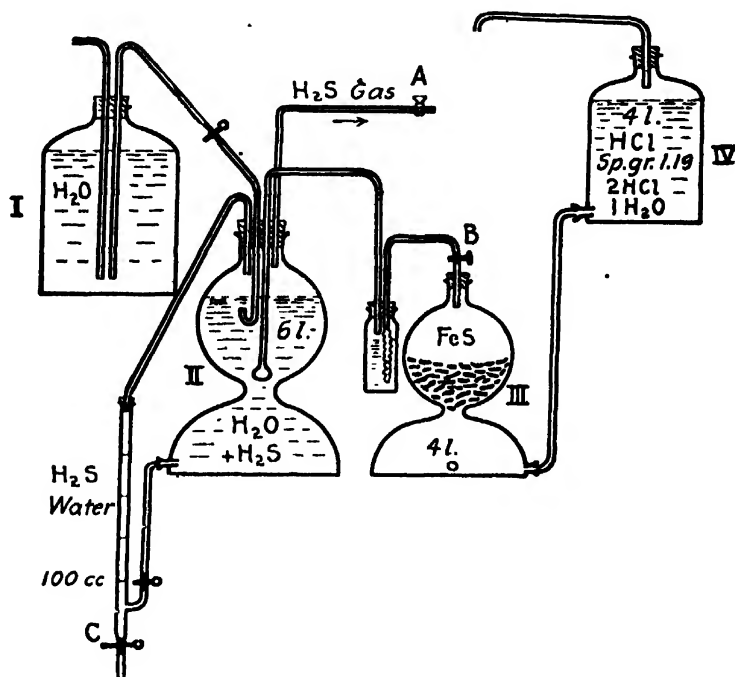 A
H₂S Gas
4 l.
HCl
Sp.gr. 1.19
2HCl
1H₂O
IV
I
H₂O
B
6 l.
FeS
II
III
H₂O
+H₂S
4 l.
H₂S
Water
100 cc
C